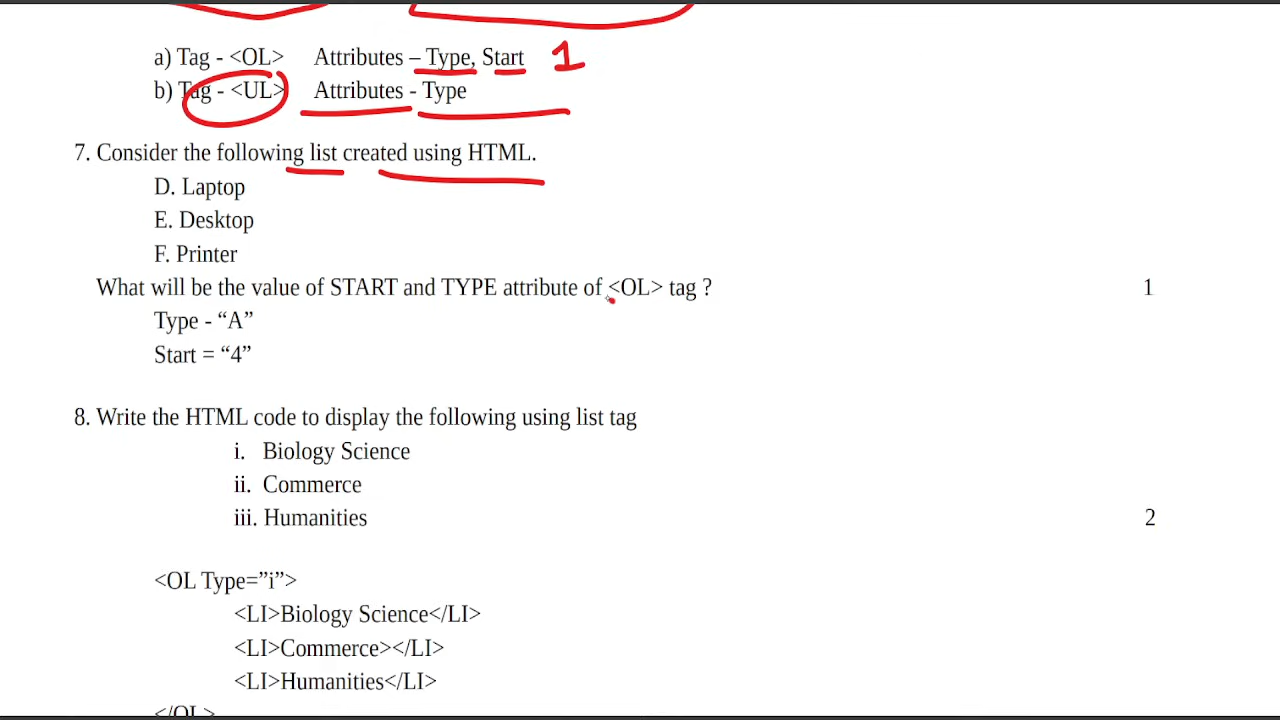 a) Tag - <OL> Attributes – Type, Start 1
b) Tag - <UL> Attributes - Type
7. Consider the following list created using HTML.
D. Laptop
E. Desktop
F. Printer
What will be the value of START and TYPE attribute of <OL> tag ? 1
Type - “A”
Start = “4”
8. Write the HTML code to display the following using list tag
i. Biology Science
ii. Commerce
iii. Humanities 2
<OL Type=”i”>
<LI>Biology Science</LI>
<LI>Commerce></LI>
<LI>Humanities</LI>
</OL>